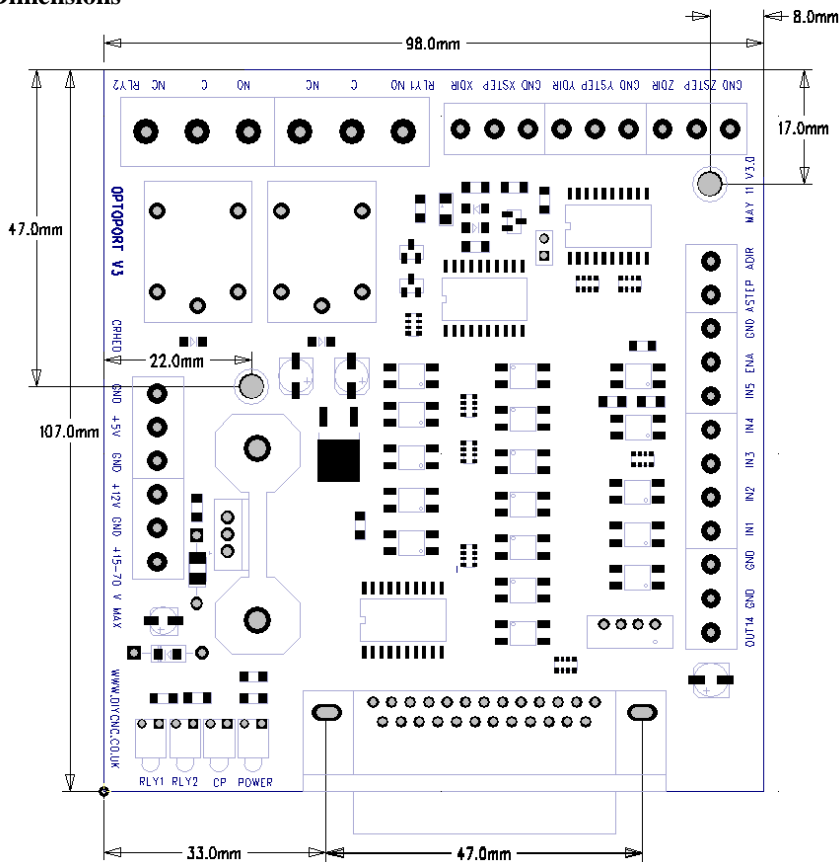 Dimensions
8.0mm
98.0mm
RLY2 NC C NO NC C RLY1 NO XDIR XSTEP GND YDIR YSTEP GND ZDIR ZSTEP GND
17.0mm
MAY 11 V3.0
47.0mm
OPTOPORT V3
CRHED
22.0mm
107.0mm
GND +5V GND +12V GND +15-70 V MAX
ADIR ASTEP GND ENA IN5 IN4 IN3 IN2 IN1 GND GND OUT14
WWW.DIYCNC.CO.UK
RLY1 RLY2 CP POWER
33.0mm
47.0mm